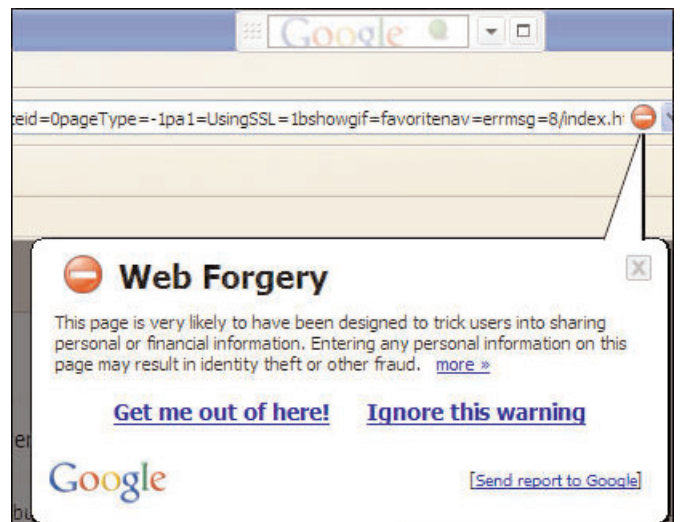 Google
eid=0pageType=-1pa1=UsingSSL=1bshowgif=favoritenav=errmsg=8/index.h
Web Forgery
This page is very likely to have been designed to trick users into sharing
personal or financial information. Entering any personal information on this
page may result in identity theft or other fraud. more »
Get me out of here! Ignore this warning
Google
[Send report to Google]